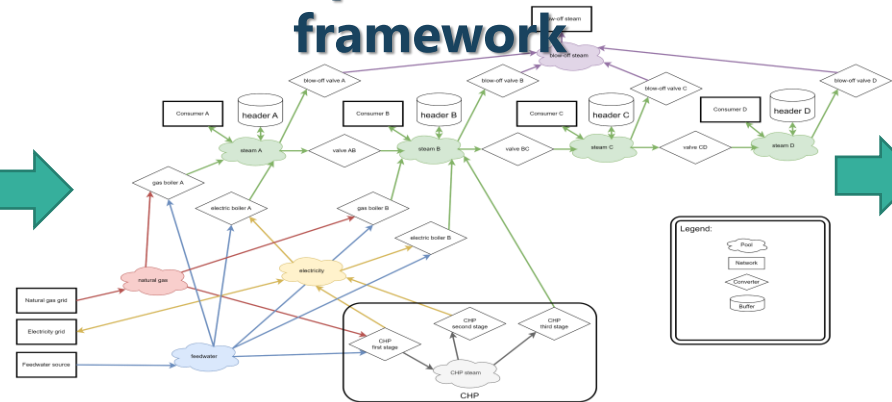 framework
blow-off steam
blow-off steam
blow-off valve A
blow-off valve B
blow-off valve C
blow-off valve D
Consumer A
header A
Consumer B
header B
Consumer C
header C
Consumer D
header D
steam A
valve AB
steam B
valve BC
steam C
valve CD
steam D
gas boiler A
electric boiler A
gas boiler B
electric boiler B
natural gas
electricity
Natural gas grid
Electricity grid
Feedwater source
feedwater
CHP
first stage
CHP
second stage
CHP
third stage
CHP steam
CHP
Legend:
Pool
Network
Converter
Buffer